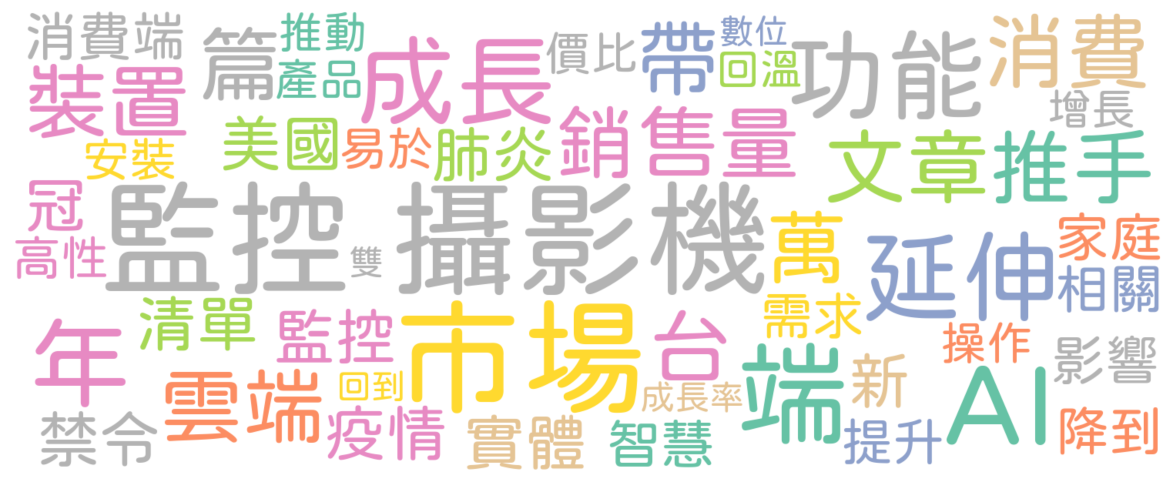 消費端
推動
篇
成長
價比
帶
數位
功能
消費
裝置
產品
回溫
增長
安裝
美國
易於
肺炎
銷售量
文章
推手
冠
監控
攝影機
高性
雙
萬
延伸
家庭
相關
年
清單
監控
市場
台
需求
端
新
操作
影響
雲端
回到
成長率
AI
禁令
疫情
實體
智慧
提升
降到